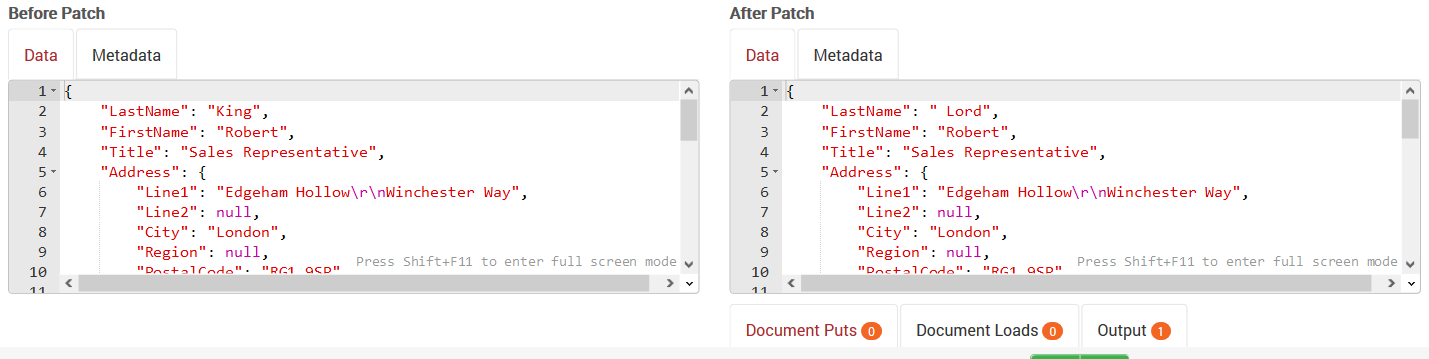 Before Patch
Data Metadata
1 {
2 "LastName": "King",
3 "FirstName": "Robert",
4 "Title": "Sales Representative",
5 "Address": {
6 "Line1": "Edgeham Hollow\r\nWinchester Way",
7 "Line2": null,
8 "City": "London",
9 "Region": null,
10 "PostalCode": "RG1 9SP"
Press Shift+F11 to enter full screen mode
11
After Patch
Data Metadata
1 {
2 "LastName": " Lord",
3 "FirstName": "Robert",
4 "Title": "Sales Representative",
5 "Address": {
6 "Line1": "Edgeham Hollow\r\nWinchester Way",
7 "Line2": null,
8 "City": "London",
9 "Region": null,
10 "PostalCode": "RG1 9SP"
Press Shift+F11 to enter full screen mode
11
Document Puts 0 Document Loads 0 Output 1